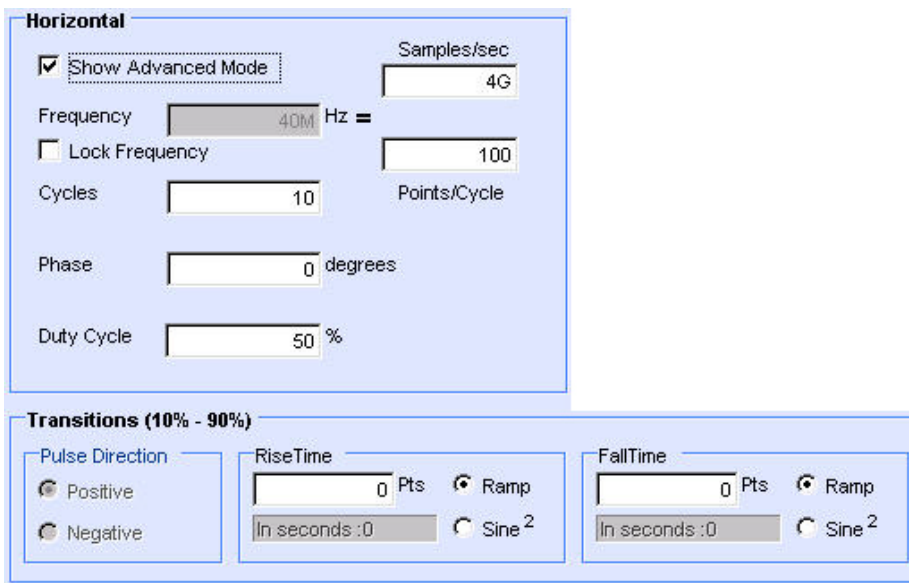 Horizontal
Show Advanced Mode
Samples/sec
4G
Frequency 40M Hz =
Lock Frequency
100
Cycles 10 Points/Cycle
Phase 0 degrees
Duty Cycle 50 %
Transitions (10% - 90%)
Pulse Direction
Positive
Negative
RiseTime
0 Pts Ramp
In seconds :0 Sine 2
FallTime
0 Pts Ramp
In seconds :0 Sine 2